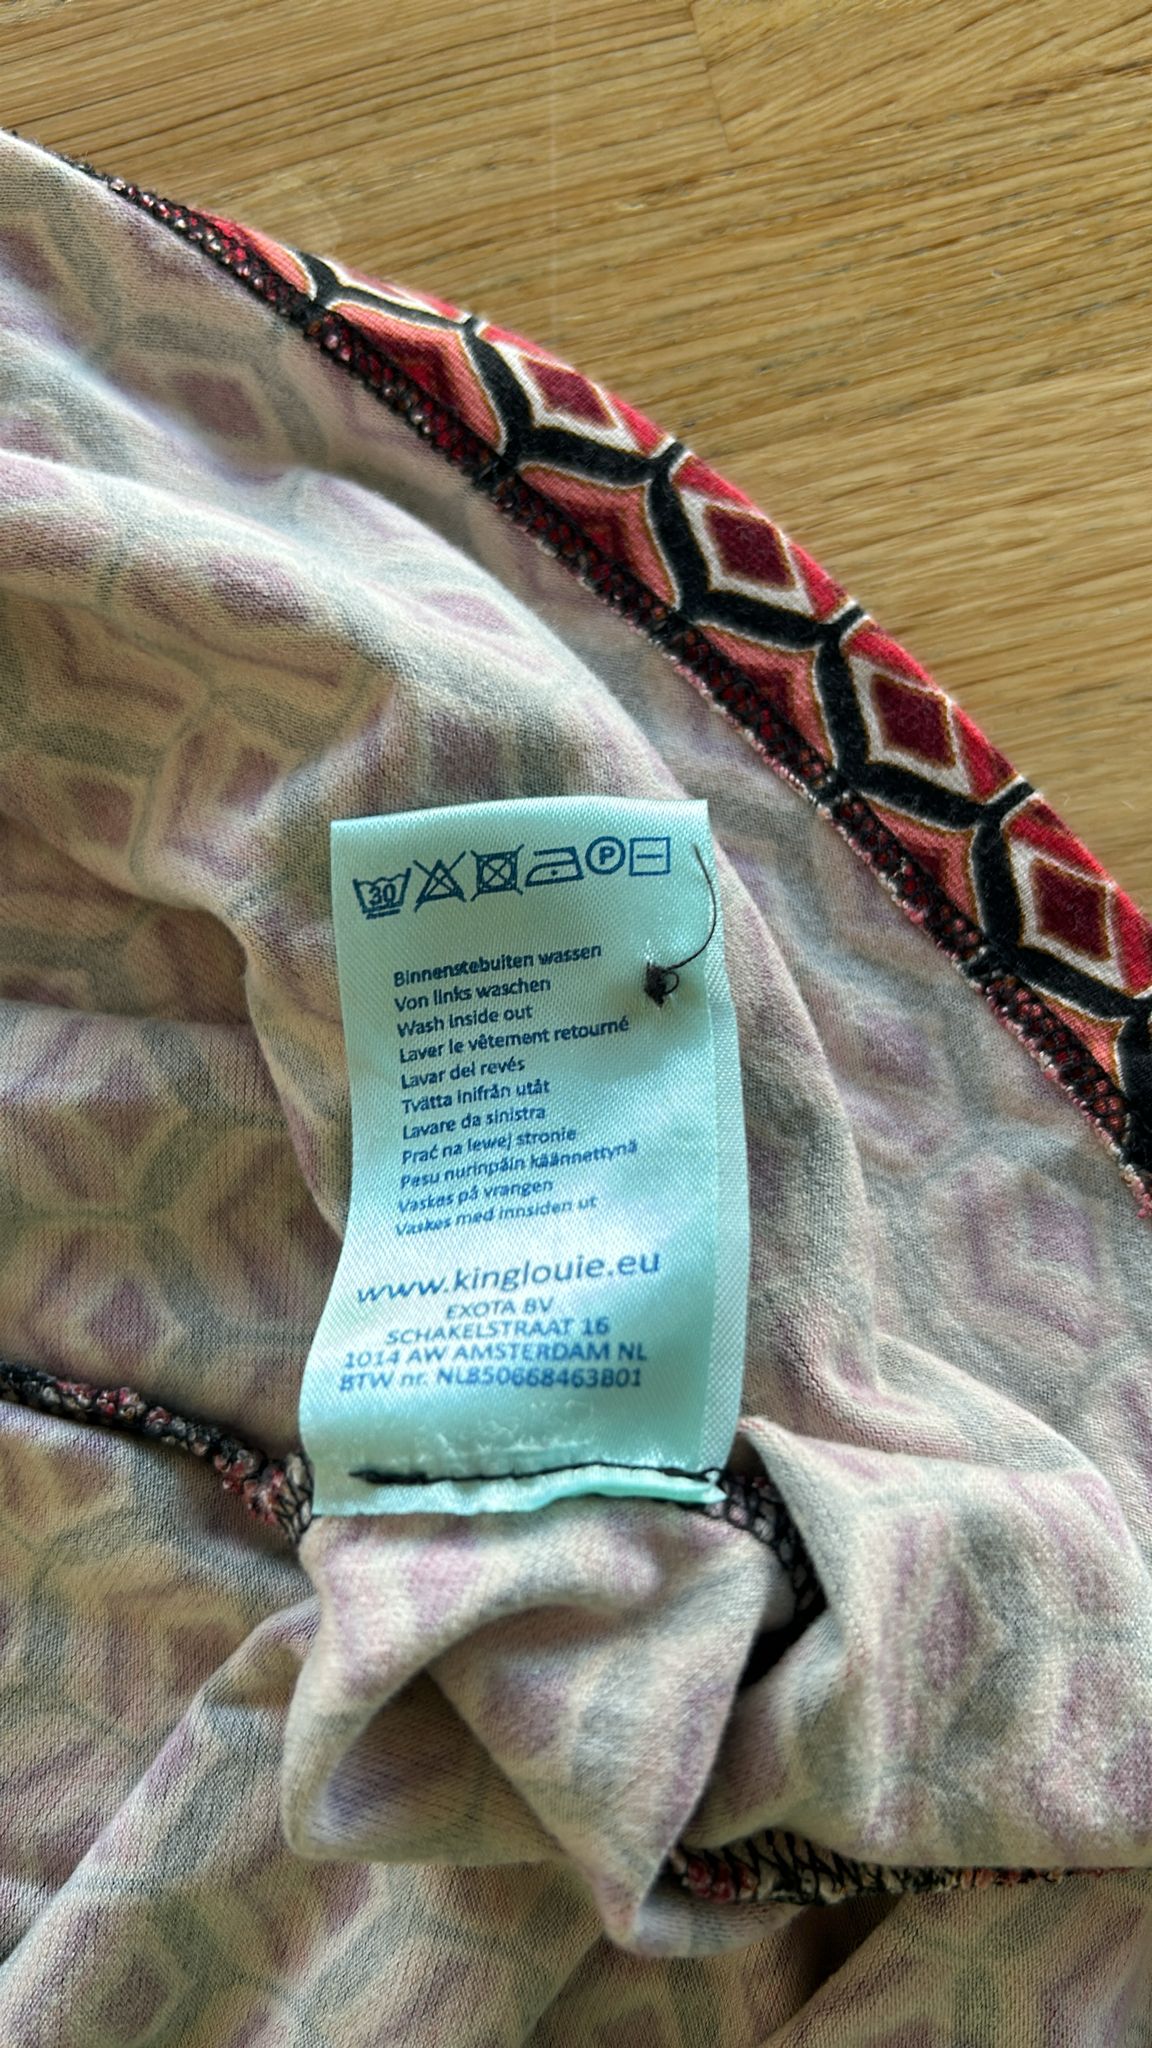 30 P
Binnenstebuiten wassen
Von links waschen
Wash inside out
Laver le vêtement retourné
Lavar del revés
Tvätta inifrån utåt
Lavare da sinistra
Prać na lewej stronie
Pesu nurinpäin käännettynä
Vaskes på vrangen
Vaskes med innsiden ut
www.kinglouie.eu
EXOTA BV
SCHAKELSTRAAT 16
1014 AW AMSTERDAM NL
BTW nr. NL850668463B01